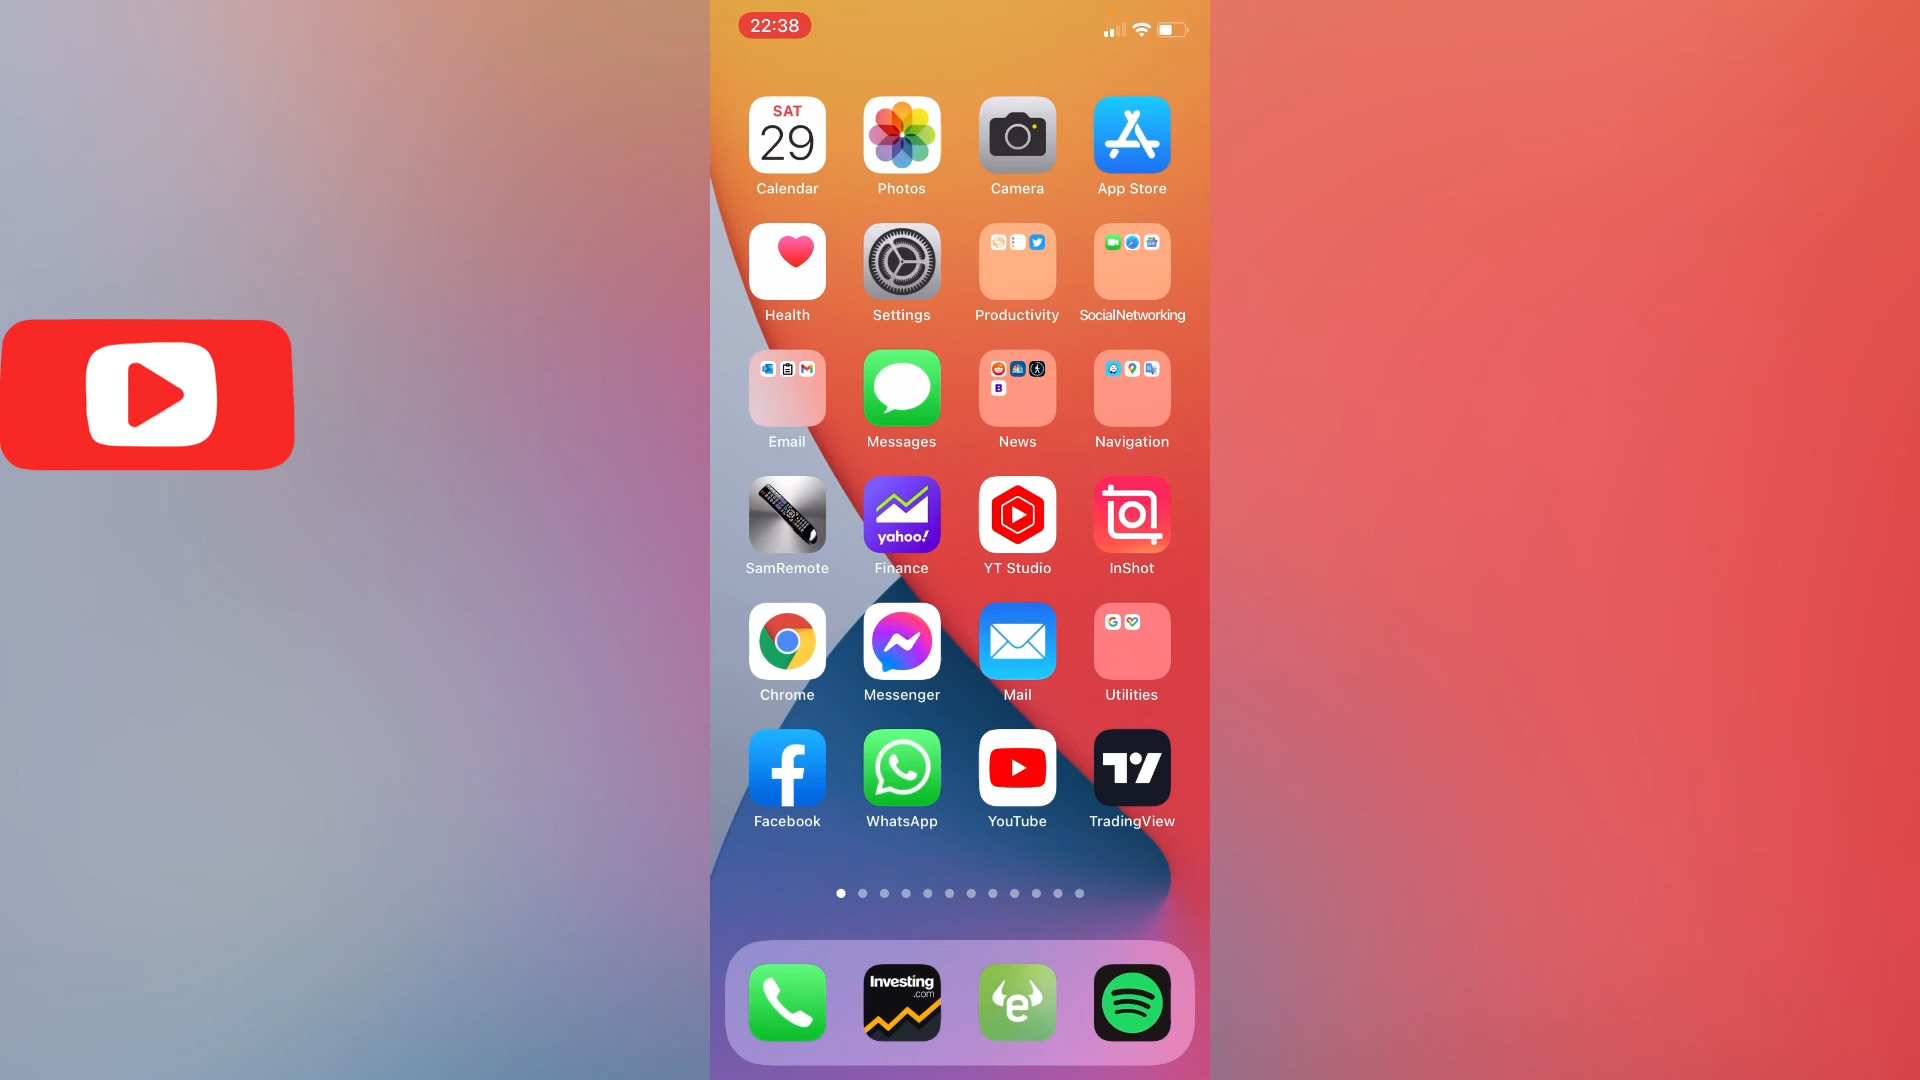 22:38
SAT
29
Calendar Photos Camera App Store
Health Settings Productivity SocialNetworking
B
Email Messages News Navigation
yahoo!
SamRemote Finance YT Studio InShot
G
Chrome Messenger Mail Utilities
Facebook WhatsApp YouTube TradingView
Investing
.com
e